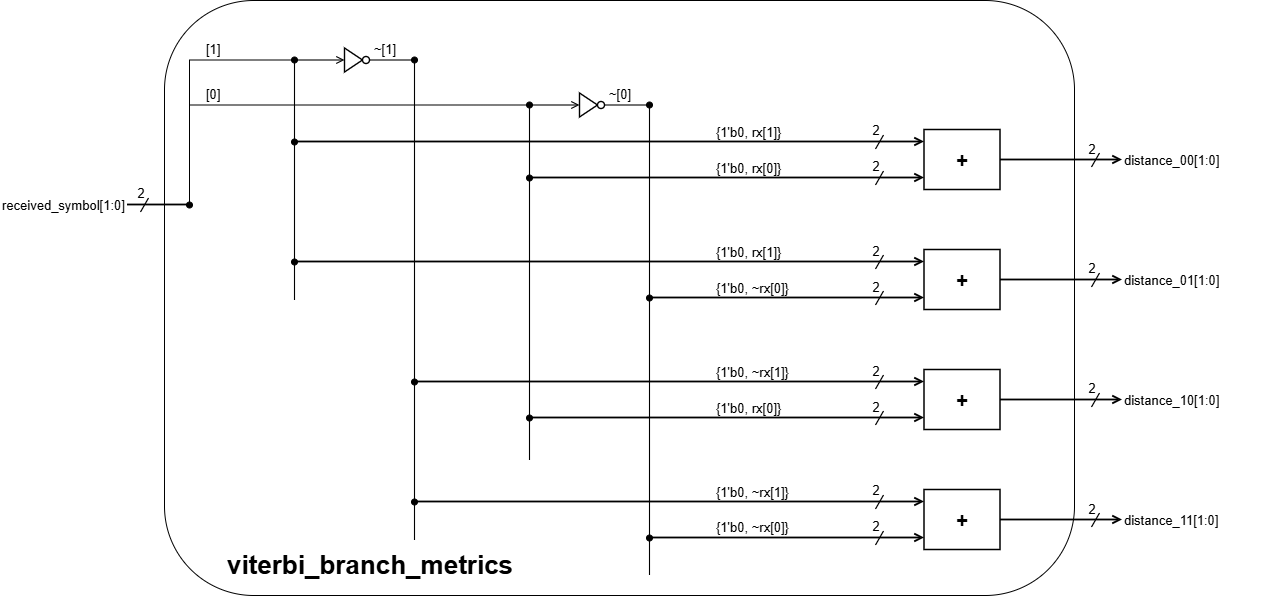 [1]
~[1]
[0]
~[0]
{1'b0, rx[1]}
2
{1'b0, rx[0]}
2
+
2
distance_00[1:0]
received_symbol[1:0]
2
{1'b0, rx[1]}
2
{1'b0, ~rx[0]}
2
+
2
distance_01[1:0]
{1'b0, ~rx[1]}
2
{1'b0, rx[0]}
2
+
2
distance_10[1:0]
{1'b0, ~rx[1]}
2
{1'b0, ~rx[0]}
2
+
2
distance_11[1:0]
viterbi_branch_metrics